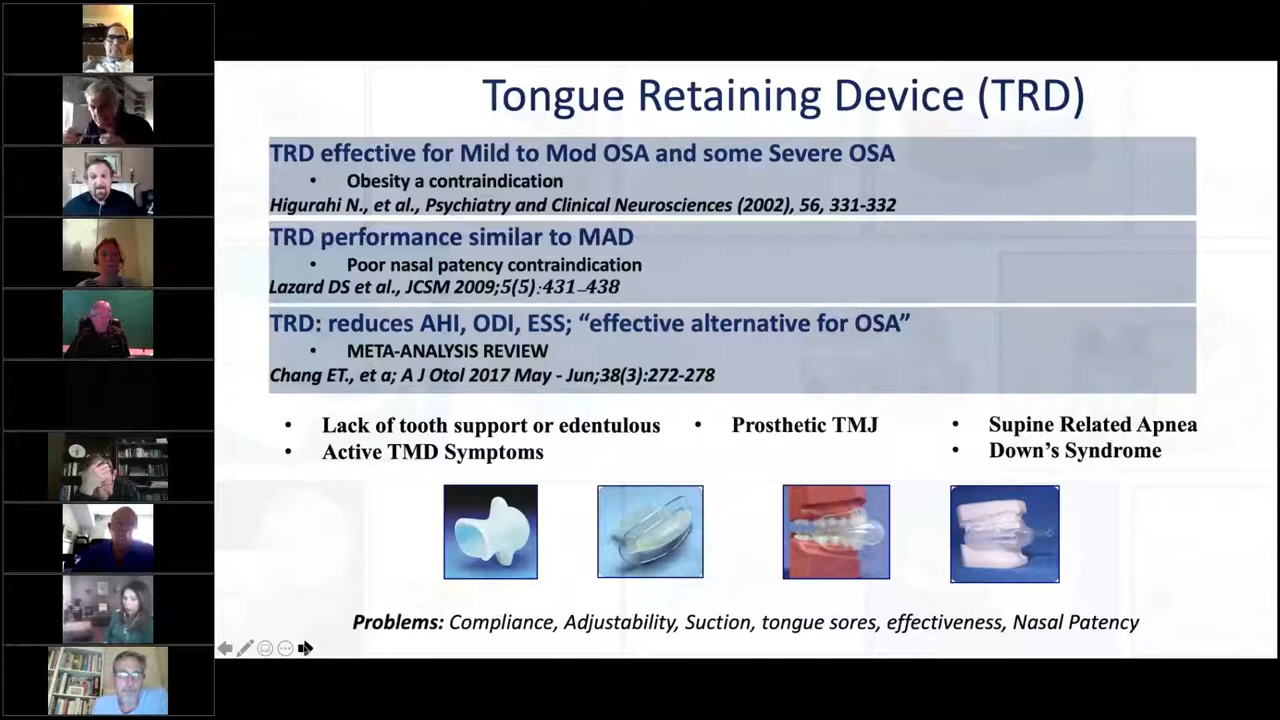 Tongue Retaining Device (TRD)
TRD effective for Mild to Mod OSA and some Severe OSA
• Obesity a contraindication
Higurahi N., et al., Psychiatry and Clinical Neurosciences (2002), 56, 331-332
TRD performance similar to MAD
• Poor nasal patency contraindication
Lazard DS et al., JCSM 2009;5(5):431–438
TRD: reduces AHI, ODI, ESS; “effective alternative for OSA”
• META-ANALYSIS REVIEW
Chang ET., et a; A J Otol 2017 May - Jun;38(3):272-278
• Lack of tooth support or edentulous
• Active TMD Symptoms
• Prosthetic TMJ
• Supine Related Apnea
• Down’s Syndrome
Problems: Compliance, Adjustability, Suction, tongue sores, effectiveness, Nasal Patency